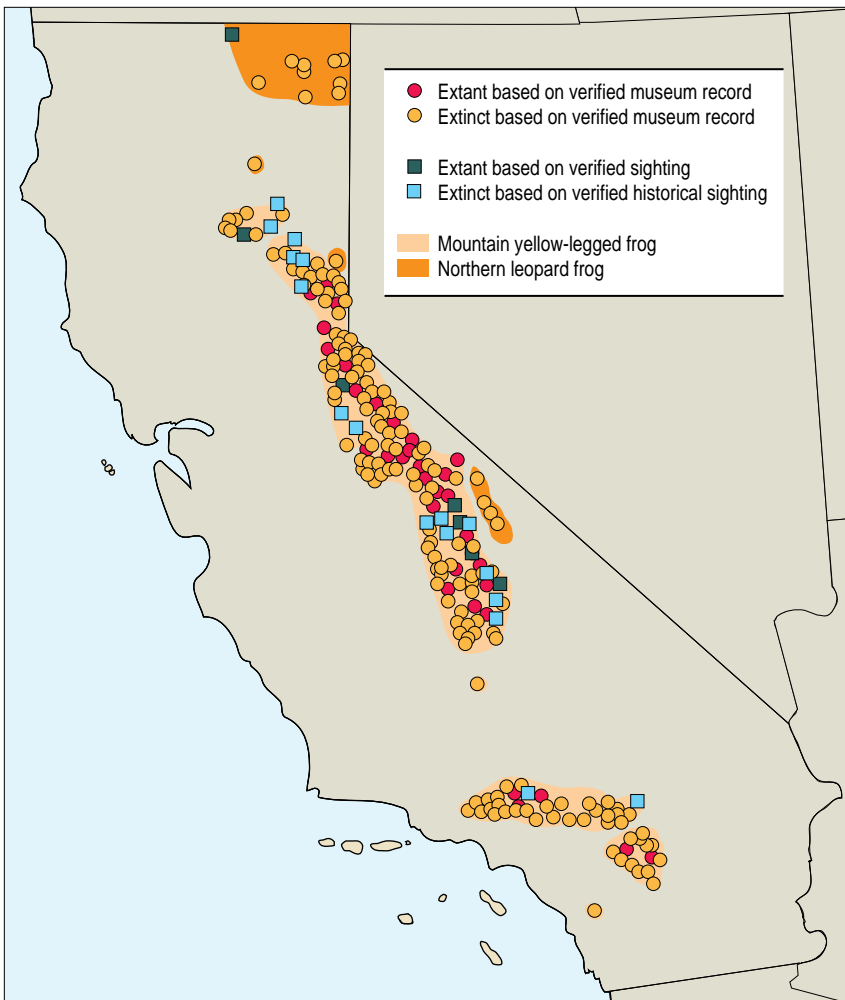 Extant based on verified museum record
Extinct based on verified museum record
Extant based on verified sighting
Extinct based on verified historical sighting
Mountain yellow-legged frog
Northern leopard frog